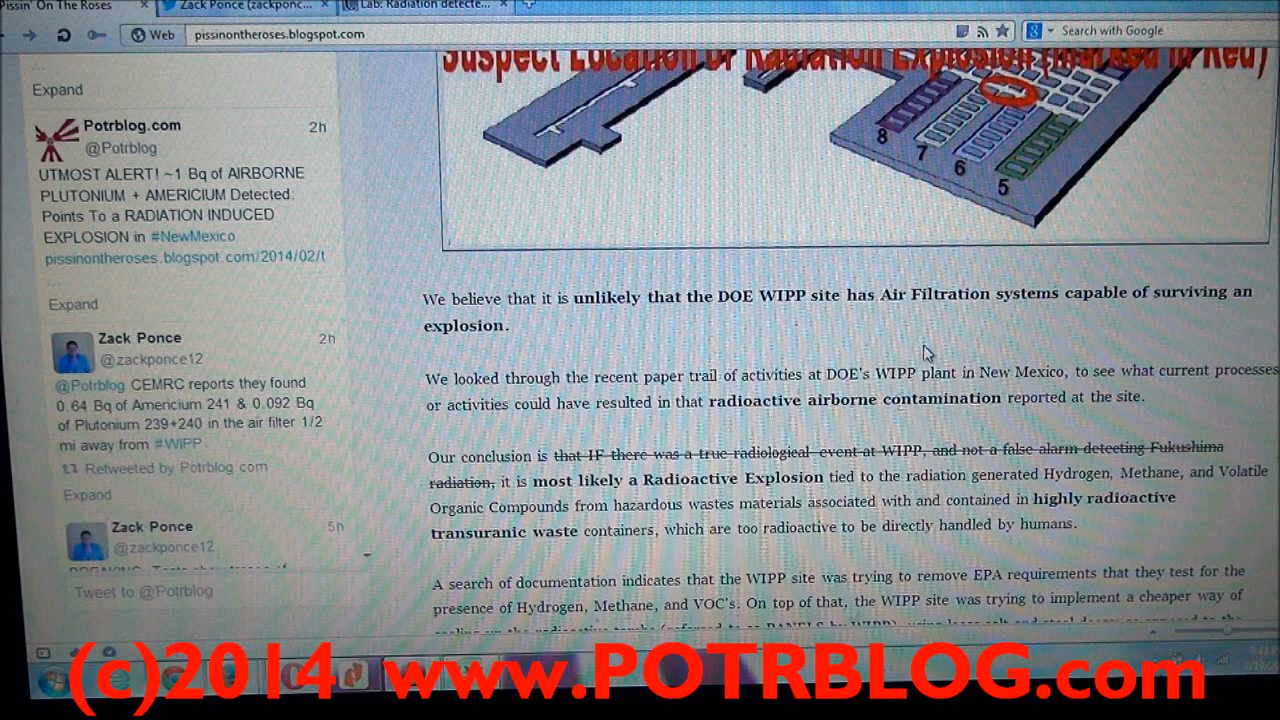 Pissin' On The Roses
Zack Ponce (zackponc...
Lab: Radiation detecte...
Web
pissinontheroses.blogspot.com
Search with Google
Suspect Location of Radiation Explosion (Marked in Red)
8
7
6
5
...
Expand
Potrblog.com
2h
@Potrblog
UTMOST ALERT! ~1 Bq of AIRBORNE
PLUTONIUM + AMERICIUM Detected.
Points To a RADIATION INDUCED
EXPLOSION in #NewMexico
pissinontheroses.blogspot.com/2014/02/t
...
Expand
Zack Ponce
2h
@zackponce12
@Potrblog CEMRC reports they found
0.64 Bq of Americium 241 & 0.092 Bq
of Plutonium 239+240 in the air filter 1/2
mi away from #WIPP
Retweeted by Potrblog.com
Expand
Zack Ponce
5h
@zackponce12
Tweet to @Potrblog
We believe that it is unlikely that the DOE WIPP site has Air Filtration systems capable of surviving an
explosion.
We looked through the recent paper trail of activities at DOE's WIPP plant in New Mexico, to see what current processes
or activities could have resulted in that radioactive airborne contamination reported at the site.
Our conclusion is that IF there was a true radiological event at WIPP, and not a false alarm detecting Fukushima
radiation, it is most likely a Radioactive Explosion tied to the radiation generated Hydrogen, Methane, and Volatile
Organic Compounds from hazardous wastes materials associated with and contained in highly radioactive
transuranic waste containers, which are too radioactive to be directly handled by humans.
A search of documentation indicates that the WIPP site was trying to remove EPA requirements that they test for the
presence of Hydrogen, Methane, and VOC's. On top of that, the WIPP site was trying to implement a cheaper way of
(c)2014 www.POTRBLOG.com